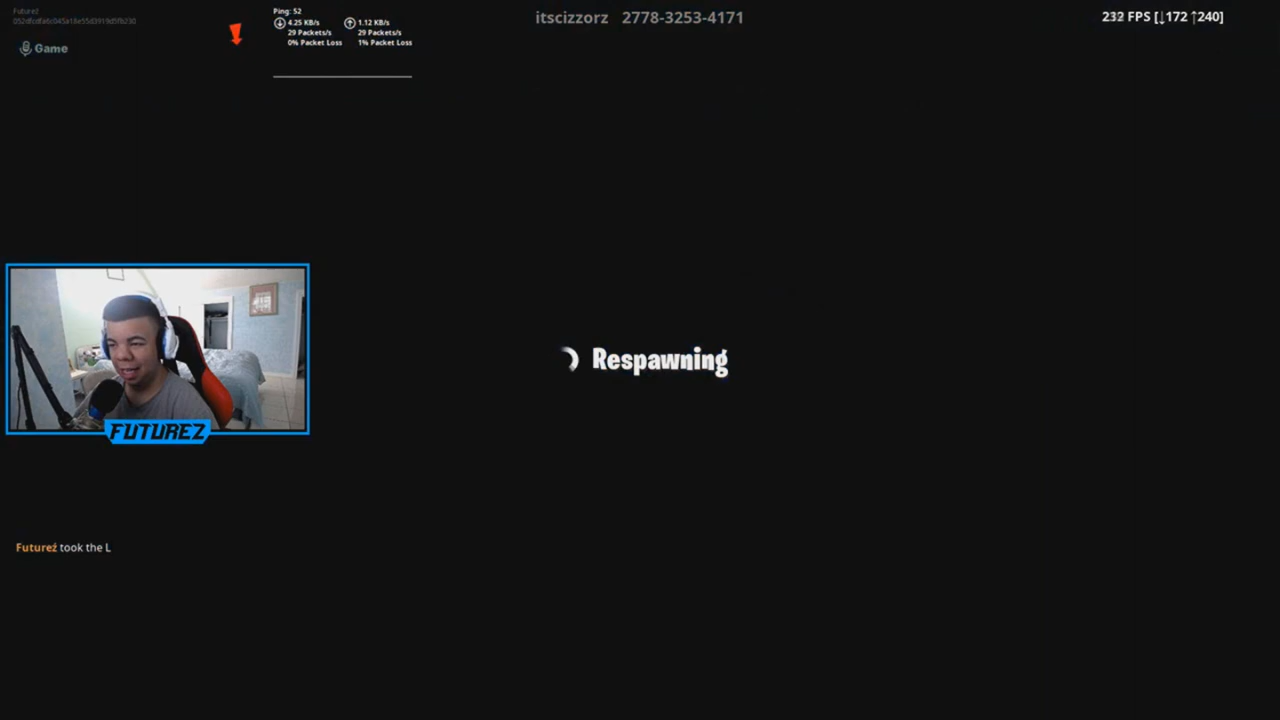 Futurez
Game
Ping: 52
4.25 KB/s
29 Packets/s
0% Packet Loss
1.12 KB/s
29 Packets/s
1% Packet Loss
itscizzorz 2778-3253-4171
232 FPS [↓172 ↑240]
Respawning
FUTUREZ
Futureź took the L